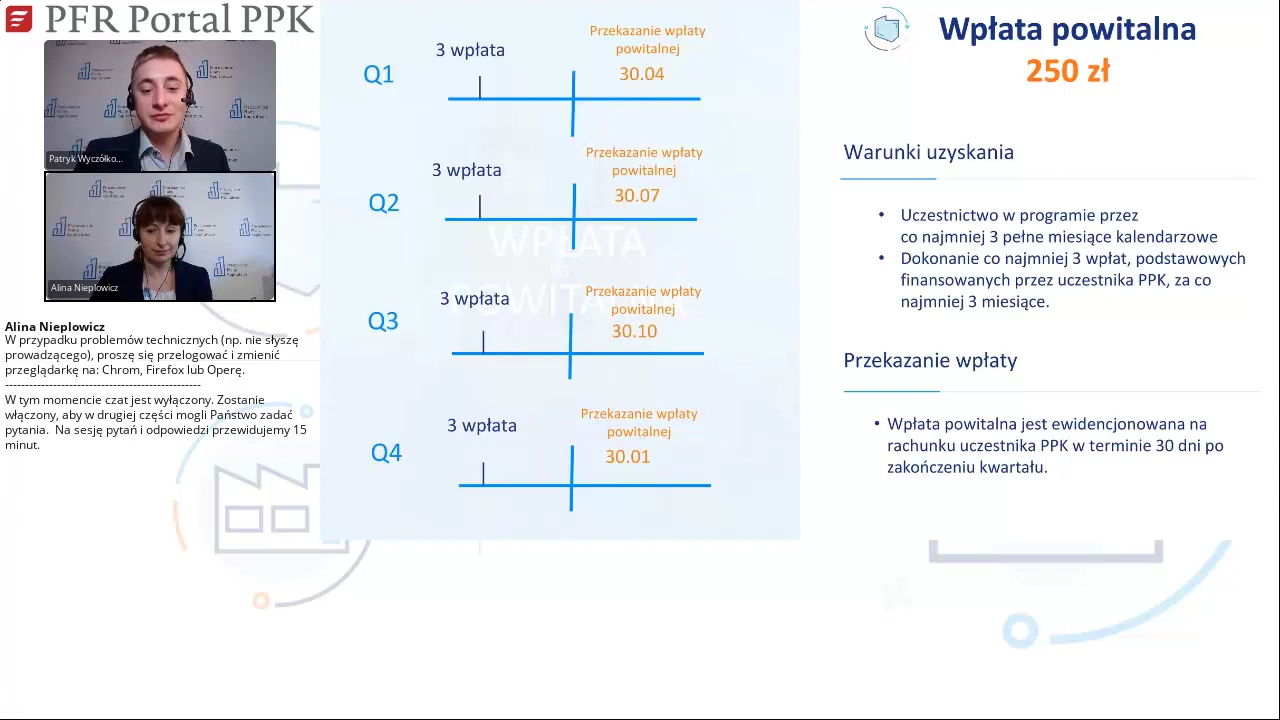 PFR Portal PPK
Patryk Wyczółko...
Alina Nieplowicz
Alina Nieplowicz
W przypadku problemów technicznych (np. nie słyszę
prowadzącego), proszę się przelogować i zmienić
przeglądarkę na: Chrom, Firefox lub Operę.
------------------------------------------------
W tym momencie czat jest wyłączony. Zostanie
włączony, aby w drugiej części mogli Państwo zadać
pytania. Na sesję pytań i odpowiedzi przewidujemy 15
minut.
Q1
3 wpłata
Przekazanie wpłaty
powitalnej
30.04
Q2
3 wpłata
Przekazanie wpłaty
powitalnej
30.07
WPŁATA
POWITAL
Q3
3 wpłata
Przekazanie wpłaty
powitalnej
30.10
Q4
3 wpłata
Przekazanie wpłaty
powitalnej
30.01
Wpłata powitalna
250 zł
Warunki uzyskania
• Uczestnictwo w programie przez
co najmniej 3 pełne miesiące kalendarzowe
• Dokonanie co najmniej 3 wpłat, podstawowych
finansowanych przez uczestnika PPK, za co
najmniej 3 miesiące.
Przekazanie wpłaty
• Wpłata powitalna jest ewidencjonowana na
rachunku uczestnika PPK w terminie 30 dni po
zakończeniu kwartału.